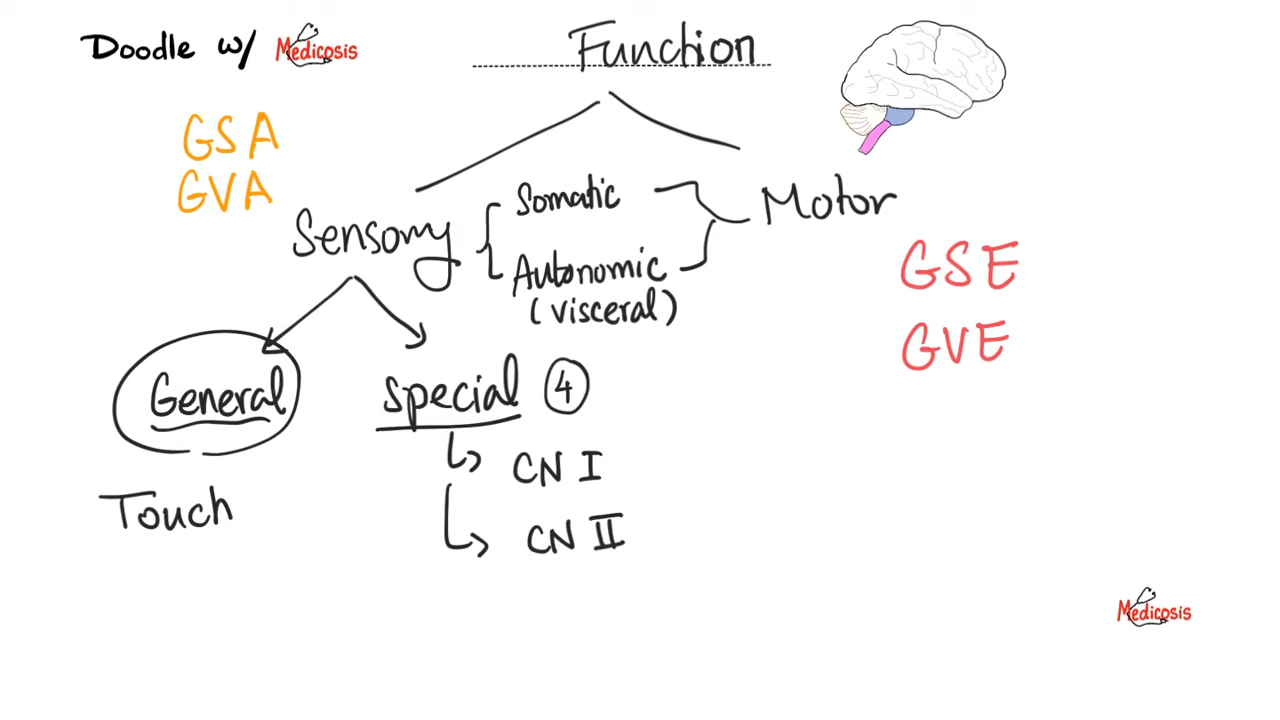 Doodle w/ Medicosis
Function
GSA
GVA
Sensory
Somatic
Autonomic
(visceral)
Motor
GSE
GVE
General
special 4
CN I
CN II
Touch
Medicosis